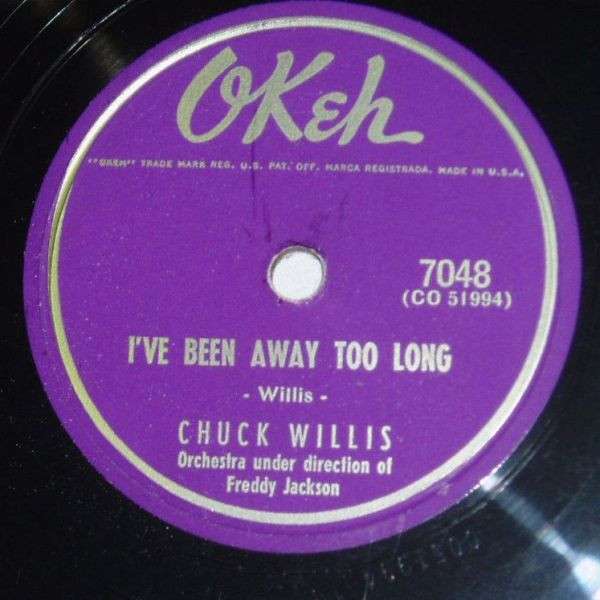 OKeh
"OKEH" TRADE MARK REG. U.S. PAT. OFF. MARCA REGISTRADA. MADE IN U.S.A.
7048
(CO 51994)
I'VE BEEN AWAY TOO LONG
- Willis -
CHUCK WILLIS
Orchestra under direction of
Freddy Jackson